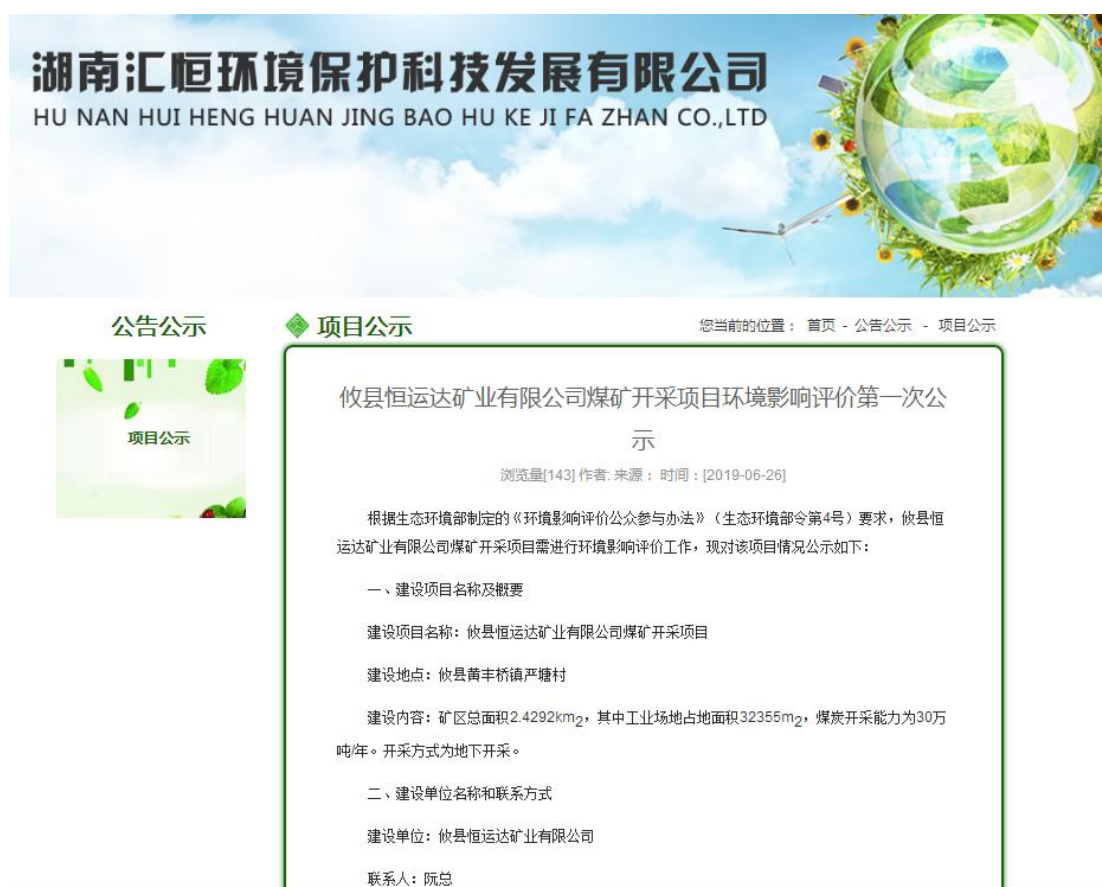 湖南汇恒环境保护科技发展有限公司
HU NAN HUI HENG HUAN JING BAO HU KE JI FA ZHAN CO.,LTD
公告公示
项目公示
您当前的位置： 首页 - 公告公示 - 项目公示
项目公示
攸县恒运达矿业有限公司煤矿开采项目环境影响评价第一次公
示
浏览量[143] 作者: 来源： 时间：[2019-06-26]
根据生态环境部制定的《环境影响评价公众参与办法》（生态环境部令第4号）要求，攸县恒
运达矿业有限公司煤矿开采项目需进行环境影响评价工作，现对该项目情况公示如下：
一、建设项目名称及概要
建设项目名称：攸县恒运达矿业有限公司煤矿开采项目
建设地点：攸县黄丰桥镇严塘村
建设内容：矿区总面积2.4292km2，其中工业场地占地面积32355m2，煤炭开采能力为30万
吨/年。开采方式为地下开采。
二、建设单位名称和联系方式
建设单位：攸县恒运达矿业有限公司
联系人：阮总